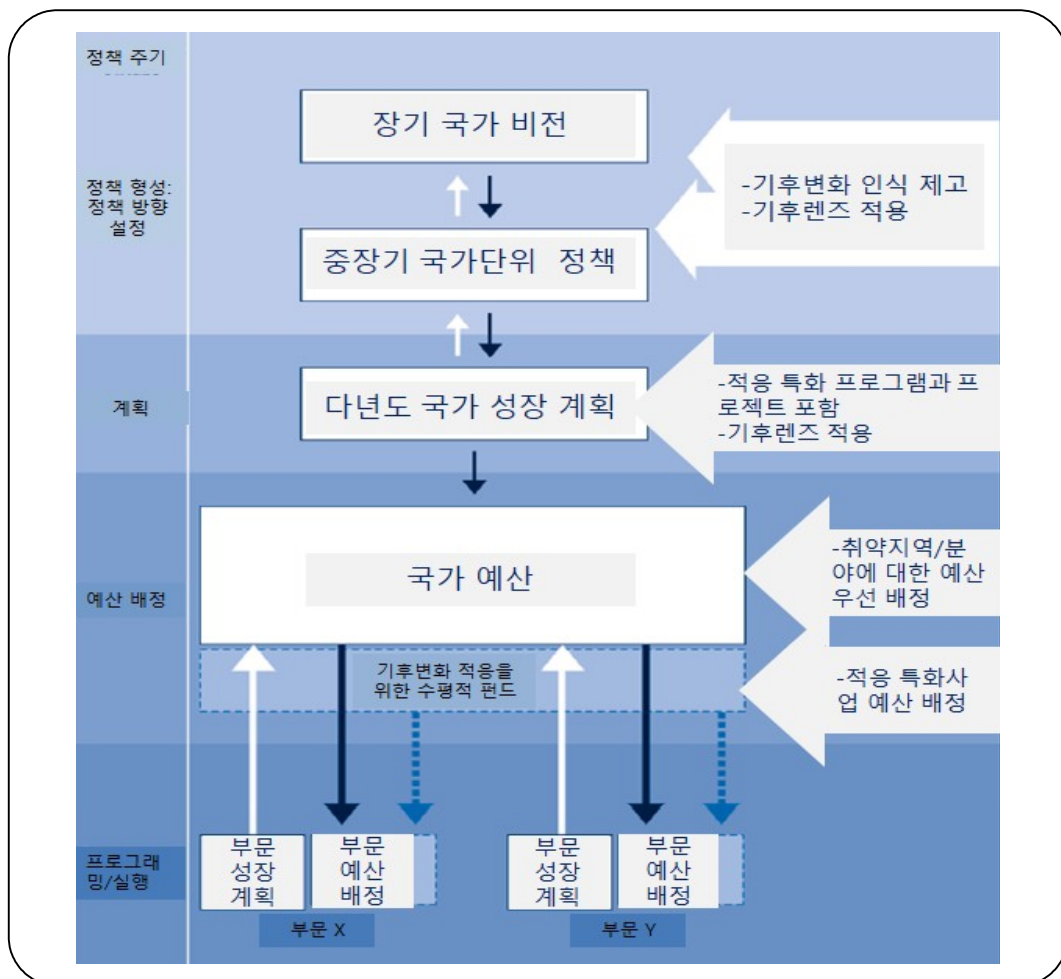 정책 주기
장기 국가 비전
-기후변화 인식 제고
-기후렌즈 적용
정책 형성:
정책 방향
설정
중장기 국가단위 정책
계획
다년도 국가 성장 계획
-적응 특화 프로그램과 프
로젝트 포함
-기후렌즈 적용
예산 배정
국가 예산
-취약지역/분
야에 대한 예산
우선 배정
기후변화 적응을
위한 수평적 펀드
-적응 특화사
업 예산 배정
프로그래
밍/실행
부문
성장
계획
부문
예산
배정
부문
성장
계획
부문
예산
배정
부문 X
부문 Y